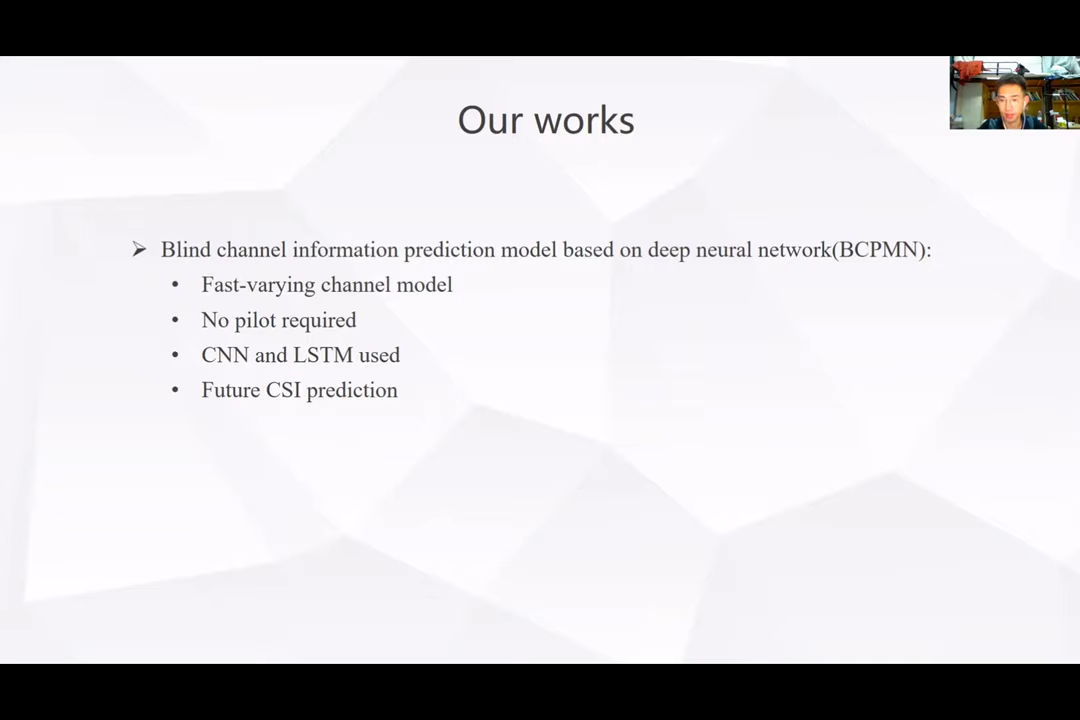 Our works
➢ Blind channel information prediction model based on deep neural network(BCPMN):
• Fast-varying channel model
• No pilot required
• CNN and LSTM used
• Future CSI prediction